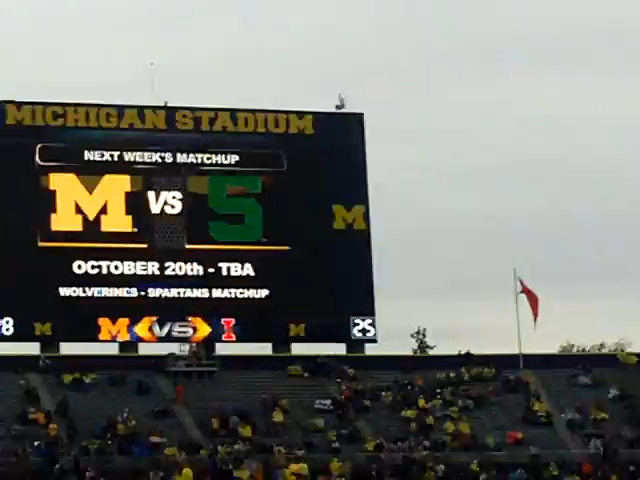 MICHIGAN STADIUM
NEXT WEEK'S MATCHUP
M VS S
M
OCTOBER 20th - TBA
WOLVERINES - SPARTANS MATCHUP
8 M M VS I M 25